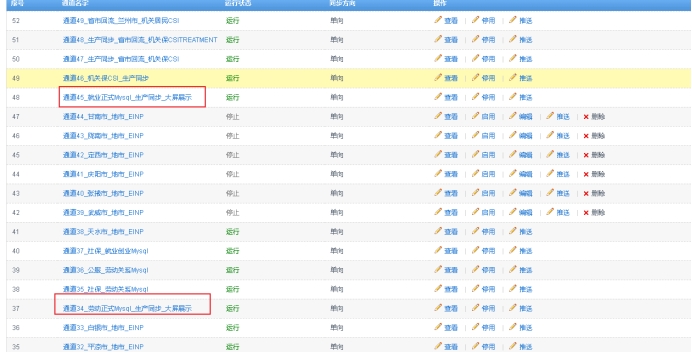 序号 通道名字 运行状态 同步方向 操作
52 通道49_省市回流_兰州市_机关居民CSI 运行 单向 查看 停用 推送
51 通道48_生产同步_省市回流_机关保CSITREATMENT 运行 单向 查看 停用 推送
50 通道47_生产同步_省市回流_机关保CSI 运行 单向 查看 停用 推送
49 通道46_机关保CSI_生产同步 运行 单向 查看 停用 推送
48 通道45_就业正式Mysql_生产同步_大屏展示 运行 单向 查看 停用 推送
47 通道44_甘南市_地市_EINP 停止 单向 查看 启用 编辑 推送 删除
46 通道43_陇南市_地市_EINP 停止 单向 查看 启用 编辑 推送 删除
45 通道42_定西市_地市_EINP 停止 单向 查看 启用 编辑 推送 删除
44 通道41_庆阳市_地市_EINP 停止 单向 查看 启用 编辑 推送 删除
43 通道40_张掖市_地市_EINP 停止 单向 查看 启用 编辑 推送 删除
42 通道39_武威市_地市_EINP 停止 单向 查看 启用 编辑 推送 删除
41 通道38_天水市_地市_EINP 运行 单向 查看 停用 推送
40 通道37_社保_就业创业Mysql 运行 单向 查看 停用 推送
39 通道36_公服_劳动关系Mysql 运行 单向 查看 停用 推送
38 通道35_社保_劳动关系Mysql 运行 单向 查看 停用 推送
37 通道34_劳动正式Mysql_生产同步_大屏展示 运行 单向 查看 停用 推送
36 通道33_白银市_地市_EINP 运行 单向 查看 停用 推送
35 通道32_平凉市_地市_EINP 运行 单向 查看 停用 推送